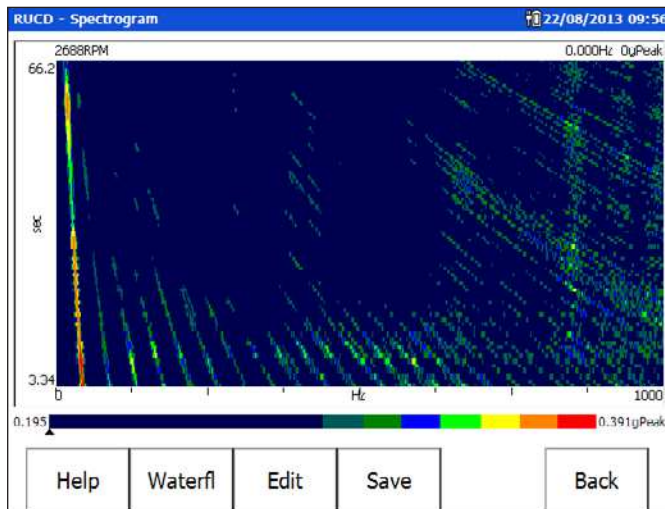 RUCD - Spectrogram 22/08/2013 09:56
2688RPM 0.000Hz 0gPeak
66.2
sec
3.34
0 Hz 1000
0.195 0.391gPeak
Help Waterfl Edit Save Back